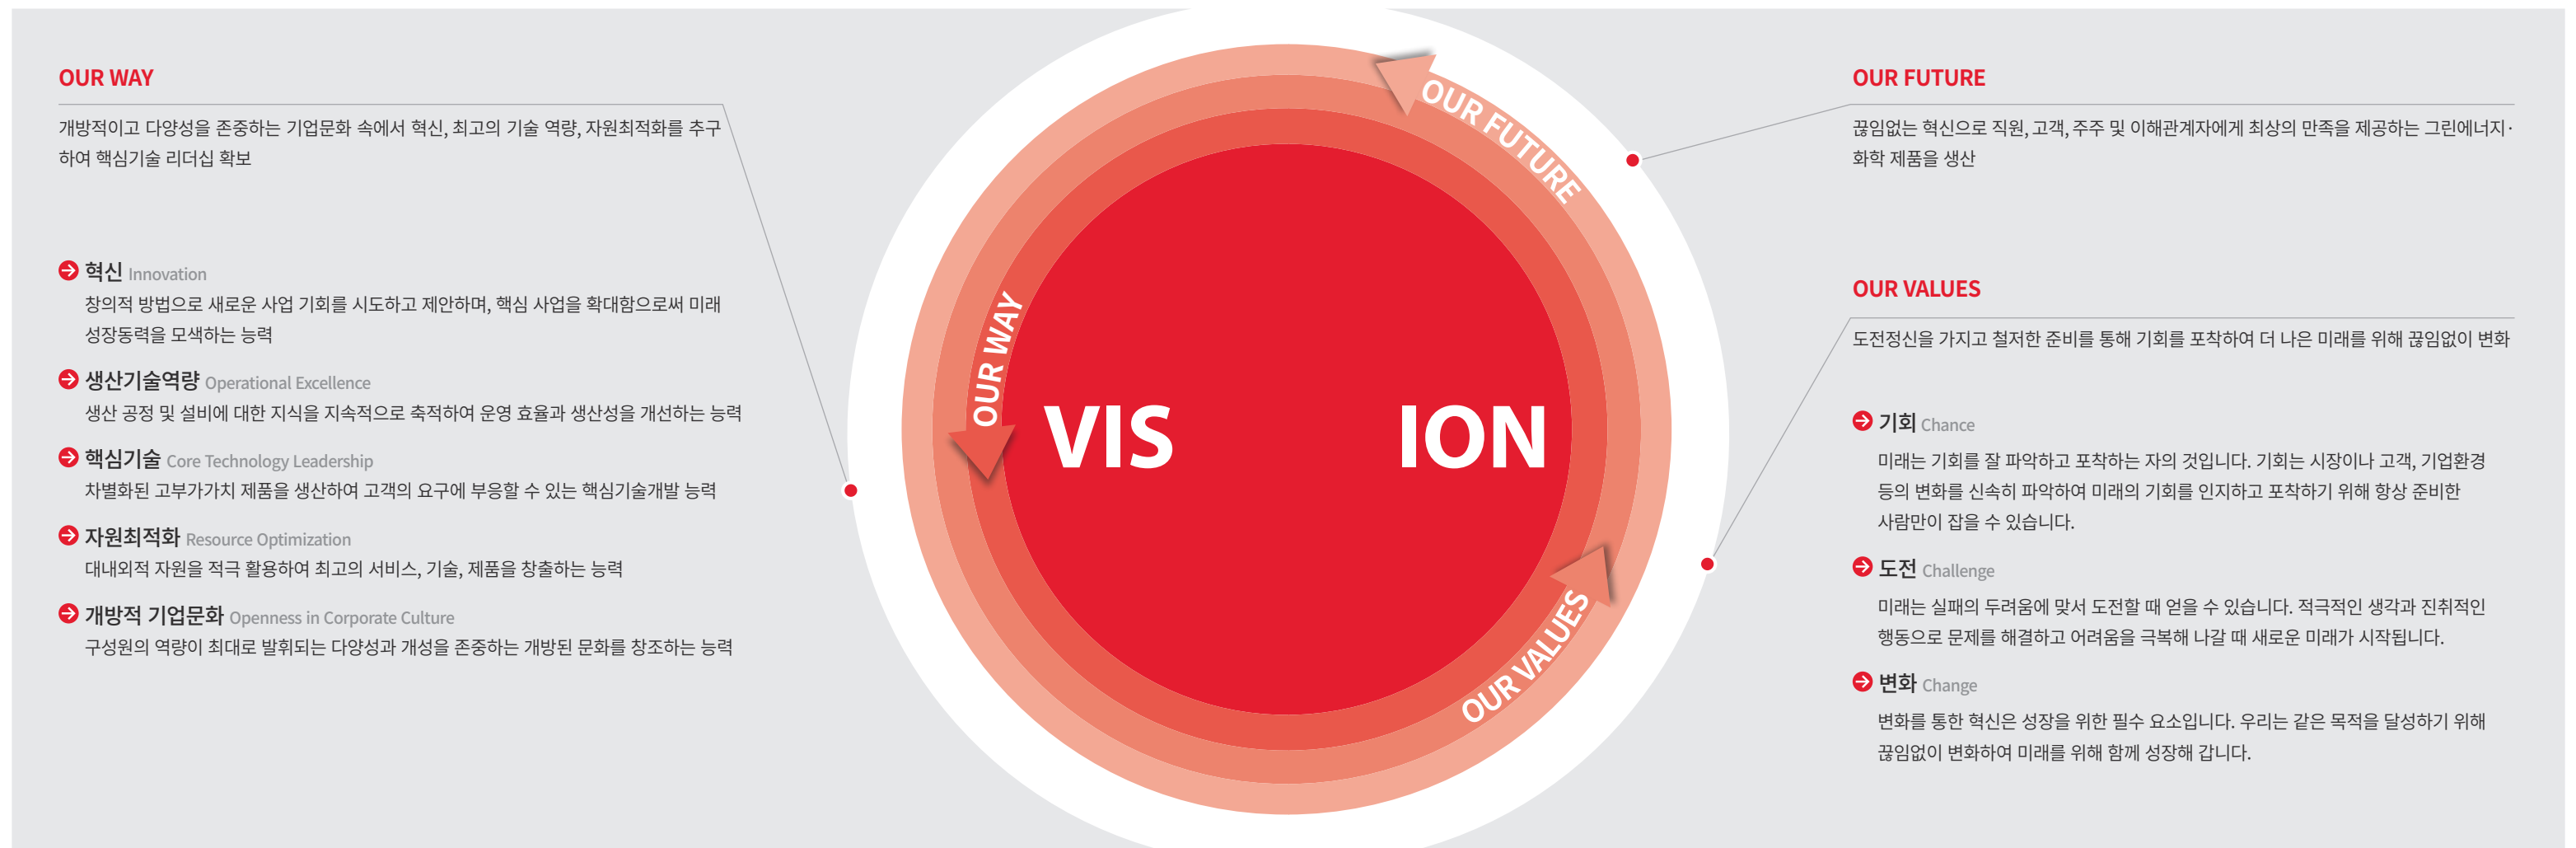 OUR WAY
개방적이고 다양성을 존중하는 기업문화 속에서 혁신, 최고의 기술 역량, 자원최적화를 추구
하여 핵심기술 리더십 확보
혁신 Innovation
창의적 방법으로 새로운 사업 기회를 시도하고 제안하며, 핵심 사업을 확대함으로써 미래
성장동력을 모색하는 능력
생산기술역량 Operational Excellence
생산 공정 및 설비에 대한 지식을 지속적으로 축적하여 운영 효율과 생산성을 개선하는 능력
핵심기술 Core Technology Leadership
차별화된 고부가가치 제품을 생산하여 고객의 요구에 부응할 수 있는 핵심기술개발 능력
자원최적화 Resource Optimization
대내외적 자원을 적극 활용하여 최고의 서비스, 기술, 제품을 창출하는 능력
개방적 기업문화 Openness in Corporate Culture
구성원의 역량이 최대로 발휘되는 다양성과 개성을 존중하는 개방된 문화를 창조하는 능력
OUR FUTURE
OUR WAY
VIS ION
OUR VALUES
OUR FUTURE
끊임없는 혁신으로 직원, 고객, 주주 및 이해관계자에게 최상의 만족을 제공하는 그린에너지·
화학 제품을 생산
OUR VALUES
도전정신을 가지고 철저한 준비를 통해 기회를 포착하여 더 나은 미래를 위해 끊임없이 변화
기회 Chance
미래는 기회를 잘 파악하고 포착하는 자의 것입니다. 기회는 시장이나 고객, 기업환경
등의 변화를 신속히 파악하여 미래의 기회를 인지하고 포착하기 위해 항상 준비한
사람만이 잡을 수 있습니다.
도전 Challenge
미래는 실패의 두려움에 맞서 도전할 때 얻을 수 있습니다. 적극적인 생각과 진취적인
행동으로 문제를 해결하고 어려움을 극복해 나갈 때 새로운 미래가 시작됩니다.
변화 Change
변화를 통한 혁신은 성장을 위한 필수 요소입니다. 우리는 같은 목적을 달성하기 위해
끊임없이 변화하여 미래를 위해 함께 성장해 갑니다.